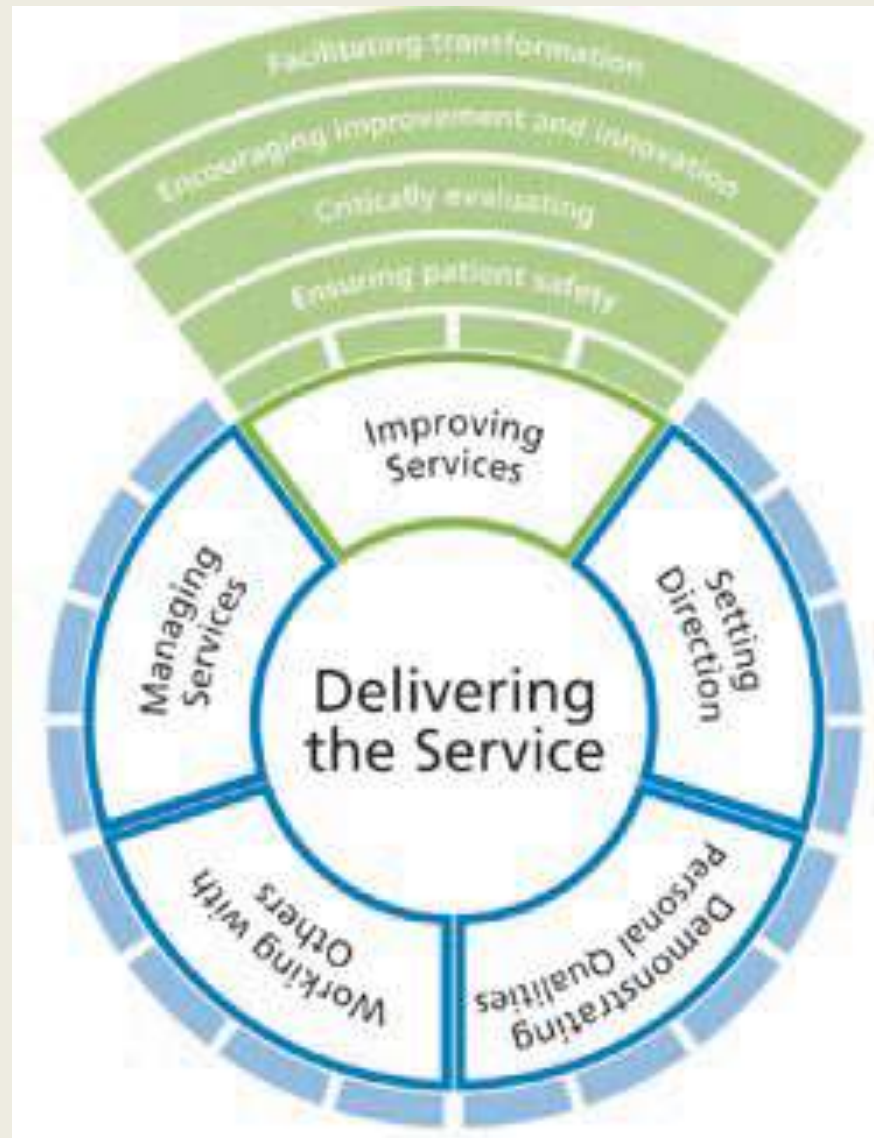 Facilitating transformation
Encouraging improvement and innovation
Critically evaluating
Ensuring patient safety
Improving
Services
Setting
Direction
Demonstrating
Personal Qualities
Working with
Others
Managing
Services
Delivering
the Service